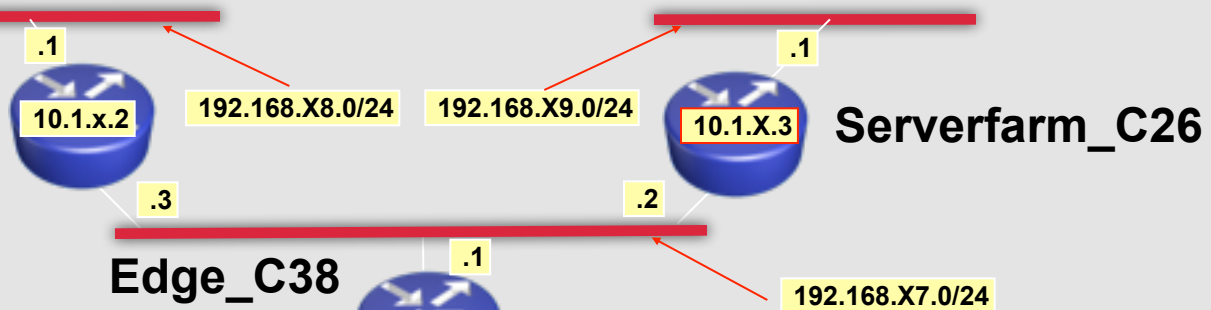 .1
.1
192.168.X8.0/24
192.168.X9.0/24
10.1.x.2
10.1.X.3
Serverfarm_C26
.3
.2
.1
Edge_C38
192.168.X7.0/24